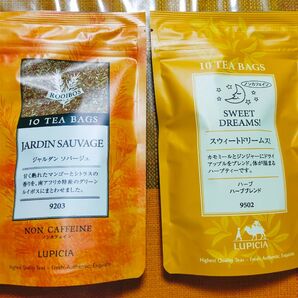 ROOIBOS
10 TEA BAGS
JARDIN SAUVAGE
ジャルダン ソバージュ
甘く熟れたマンゴーとシトラスの
香りを、南アフリカ特産のグリーン
ルイボスにまとわせました。
9203
NON CAFFEINE
ノンカフェイン
LUPICIA
Highest Quality Teas - Fresh, Authentic, Exquisite
10 TEA BAGS
ノンカフェイン
SWEET
DREAMS!
スウィートドリームス!
カモミールとジンジャーにドライ
アップルをブレンド。体が温まる
ハーブティーです。
ハーブ
ハーブブレンド
9502
LUPICIA
Highest Quality Teas - Fresh, Authentic, Exquisite